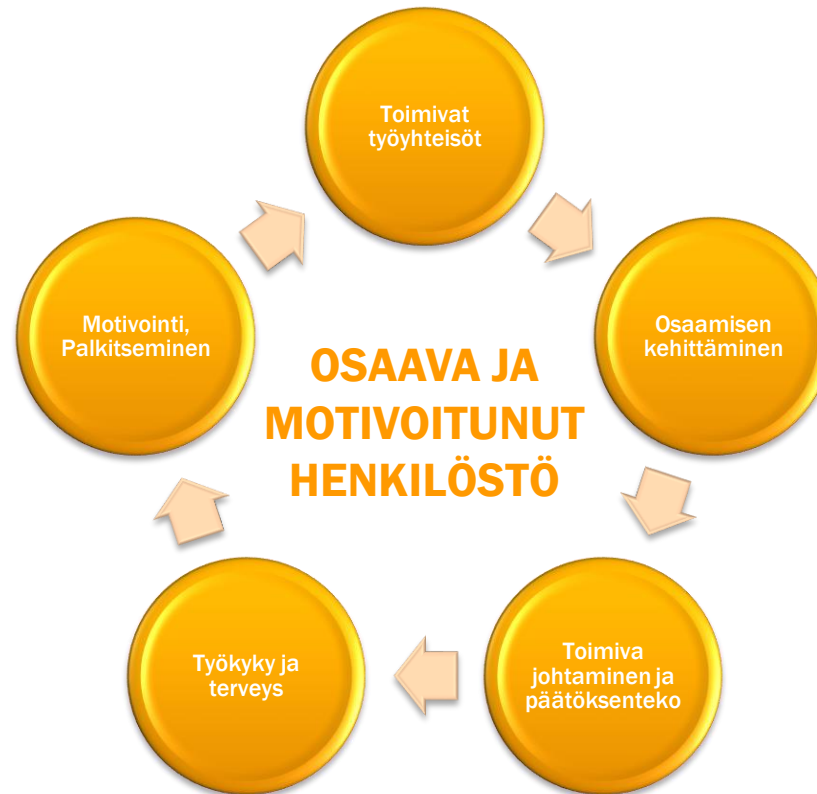 Toimivat
työyhteisöt
Osaamisen
kehittäminen
Toimiva
johtaminen ja
päätöksenteko
Työkyky ja
terveys
Motivointi,
Palkitseminen
OSAAVA JA
MOTIVOITUNUT
HENKILÖSTÖ